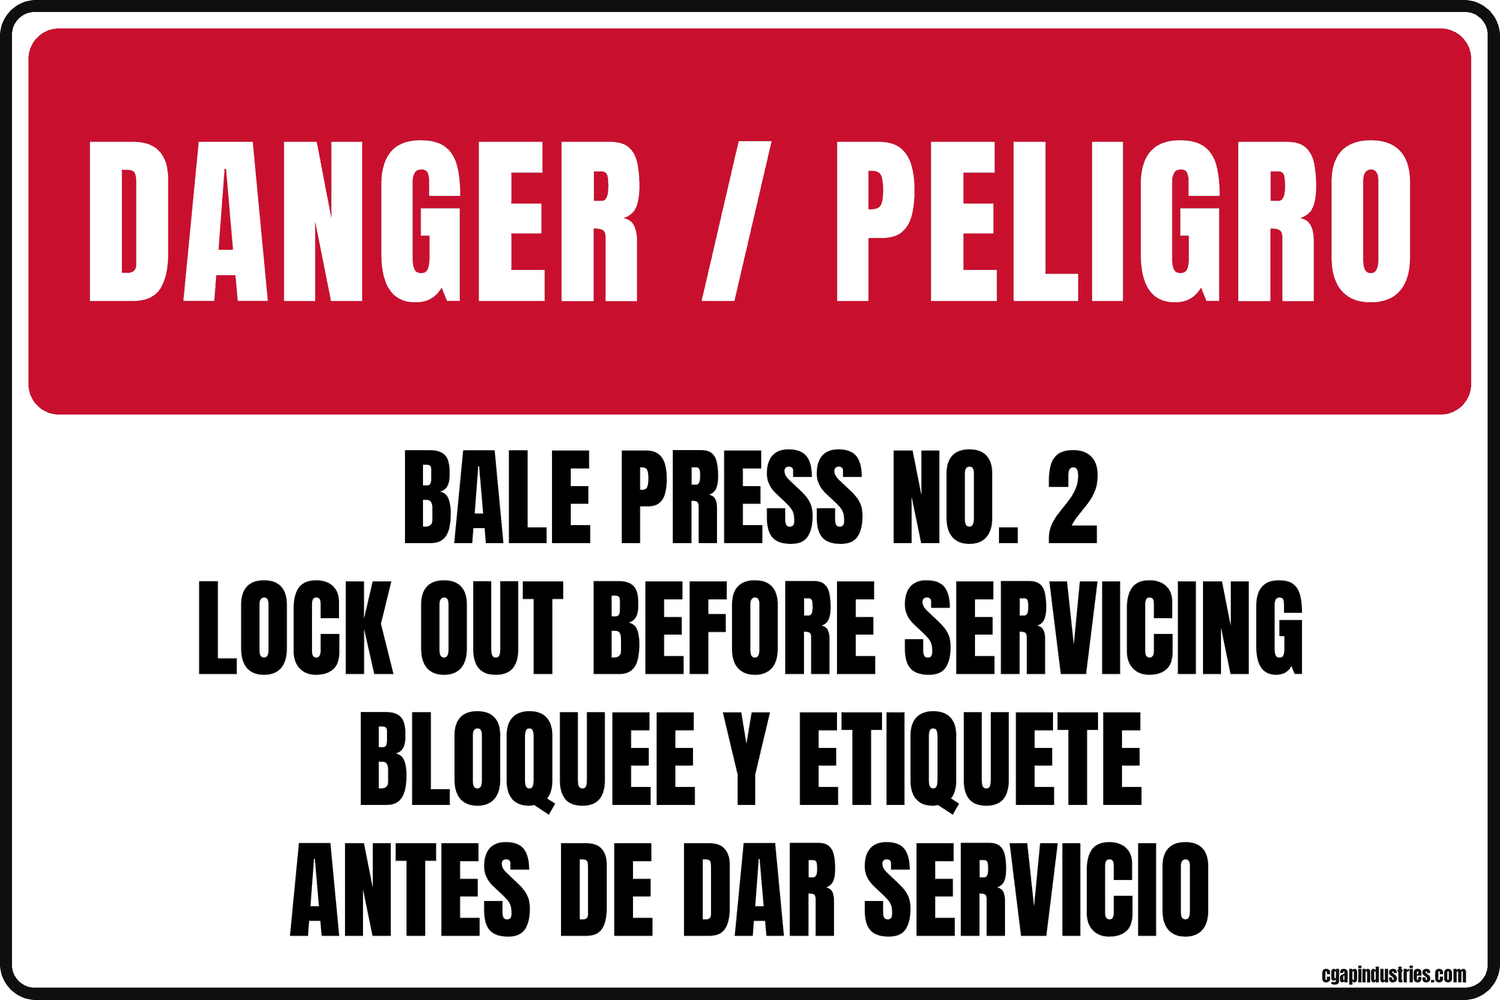 DANGER / PELIGRO
BALE PRESS NO. 2
LOCK OUT BEFORE SERVICING
BLOQUEE Y ETIQUETE
ANTES DE DAR SERVICIO
cgapindustries.com